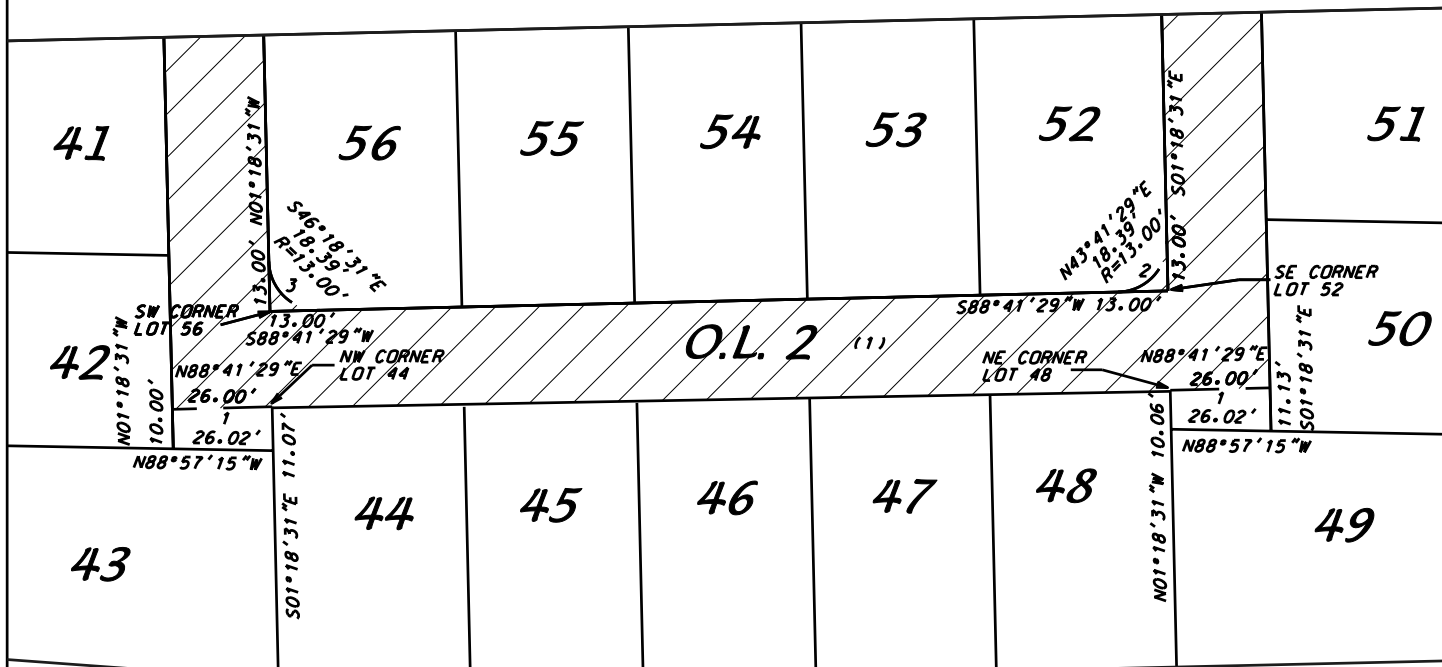 41
56
55
54
53
52
51
N01°18'31"W
13.00'
S46°18'31"E
18.39'
R=13.00'
3
N43°41'29"E
18.39'
R=13.00'
2
S01°18'31"E
13.00'
SW CORNER
LOT 56
13.00'
S88°41'29"W
S88°41'29"W 13.00'
SE CORNER
LOT 52
42
N01°18'31"W
10.00'
N88°41'29"E
26.00'
1
26.02'
N88°57'15"W
NW CORNER
LOT 44
O.L. 2
(1)
NE CORNER
LOT 48
N88°41'29"E
26.00'
1
26.02'
N88°57'15"W
11.13'
S01°18'31"E
50
43
S01°18'31"E 11.07'
44
45
46
47
48
N01°18'31"W 10.06'
49